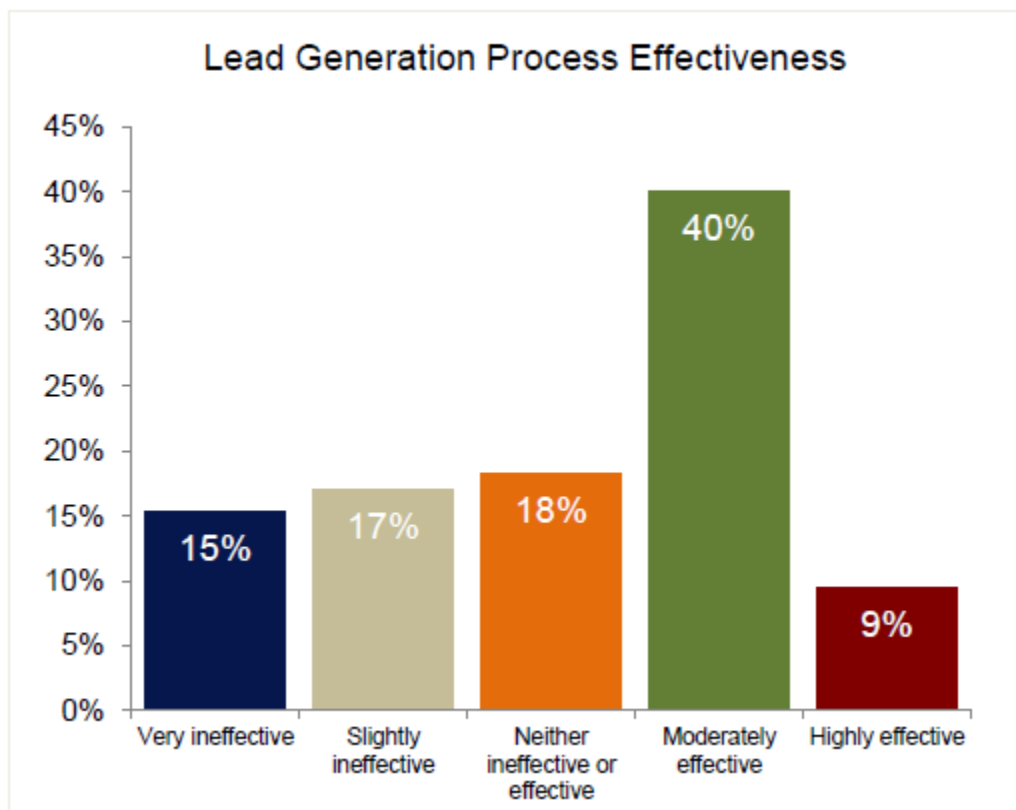 Lead Generation Process Effectiveness
45%
40%
35%
30%
25%
20%
15%
10%
5%
0%
15%
17%
18%
40%
9%
Very ineffective
Slightly
ineffective
Neither
ineffective or
effective
Moderately
effective
Highly effective